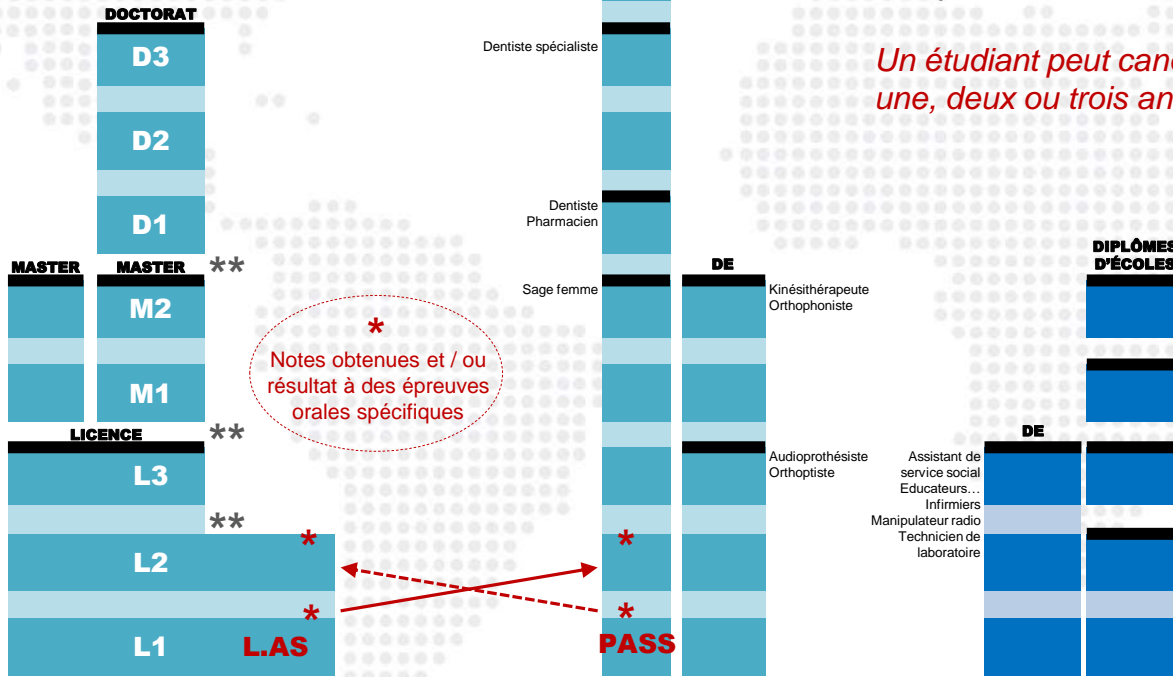 DOCTORAT
D3
D2
D1
MASTER
MASTER
**
M2
M1
LICENCE
**
L3
**
L2
*
*
L1
L.AS
*
Notes obtenues et / ou
résultat à des épreuves
orales spécifiques
Dentiste spécialiste
Dentiste
Pharmacien
Sage femme
*
*
PASS
DE
Kinésithérapeute
Orthophoniste
Audioprothésiste
Orthoptiste
Un étudiant peut
une, deux ou trois
DE
Assistant de
service social
Educateurs…
Infirmiers
Manipulateur radio
Technicien de
laboratoire
DIPLÔMES
D'ÉCOLES